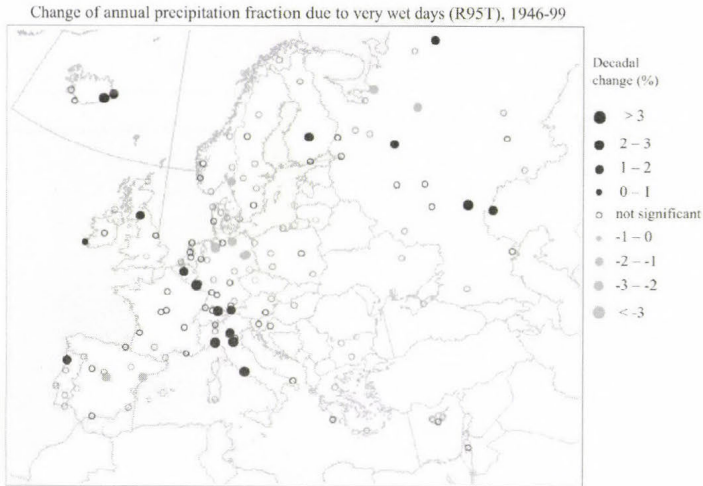 Change of annual precipitation fraction due to very wet days (R95T), 1946-99
Decadal
change (%)
> 3
2 – 3
1 – 2
0 – 1
not significant
-1 – 0
-2 – -1
-3 – -2
< -3